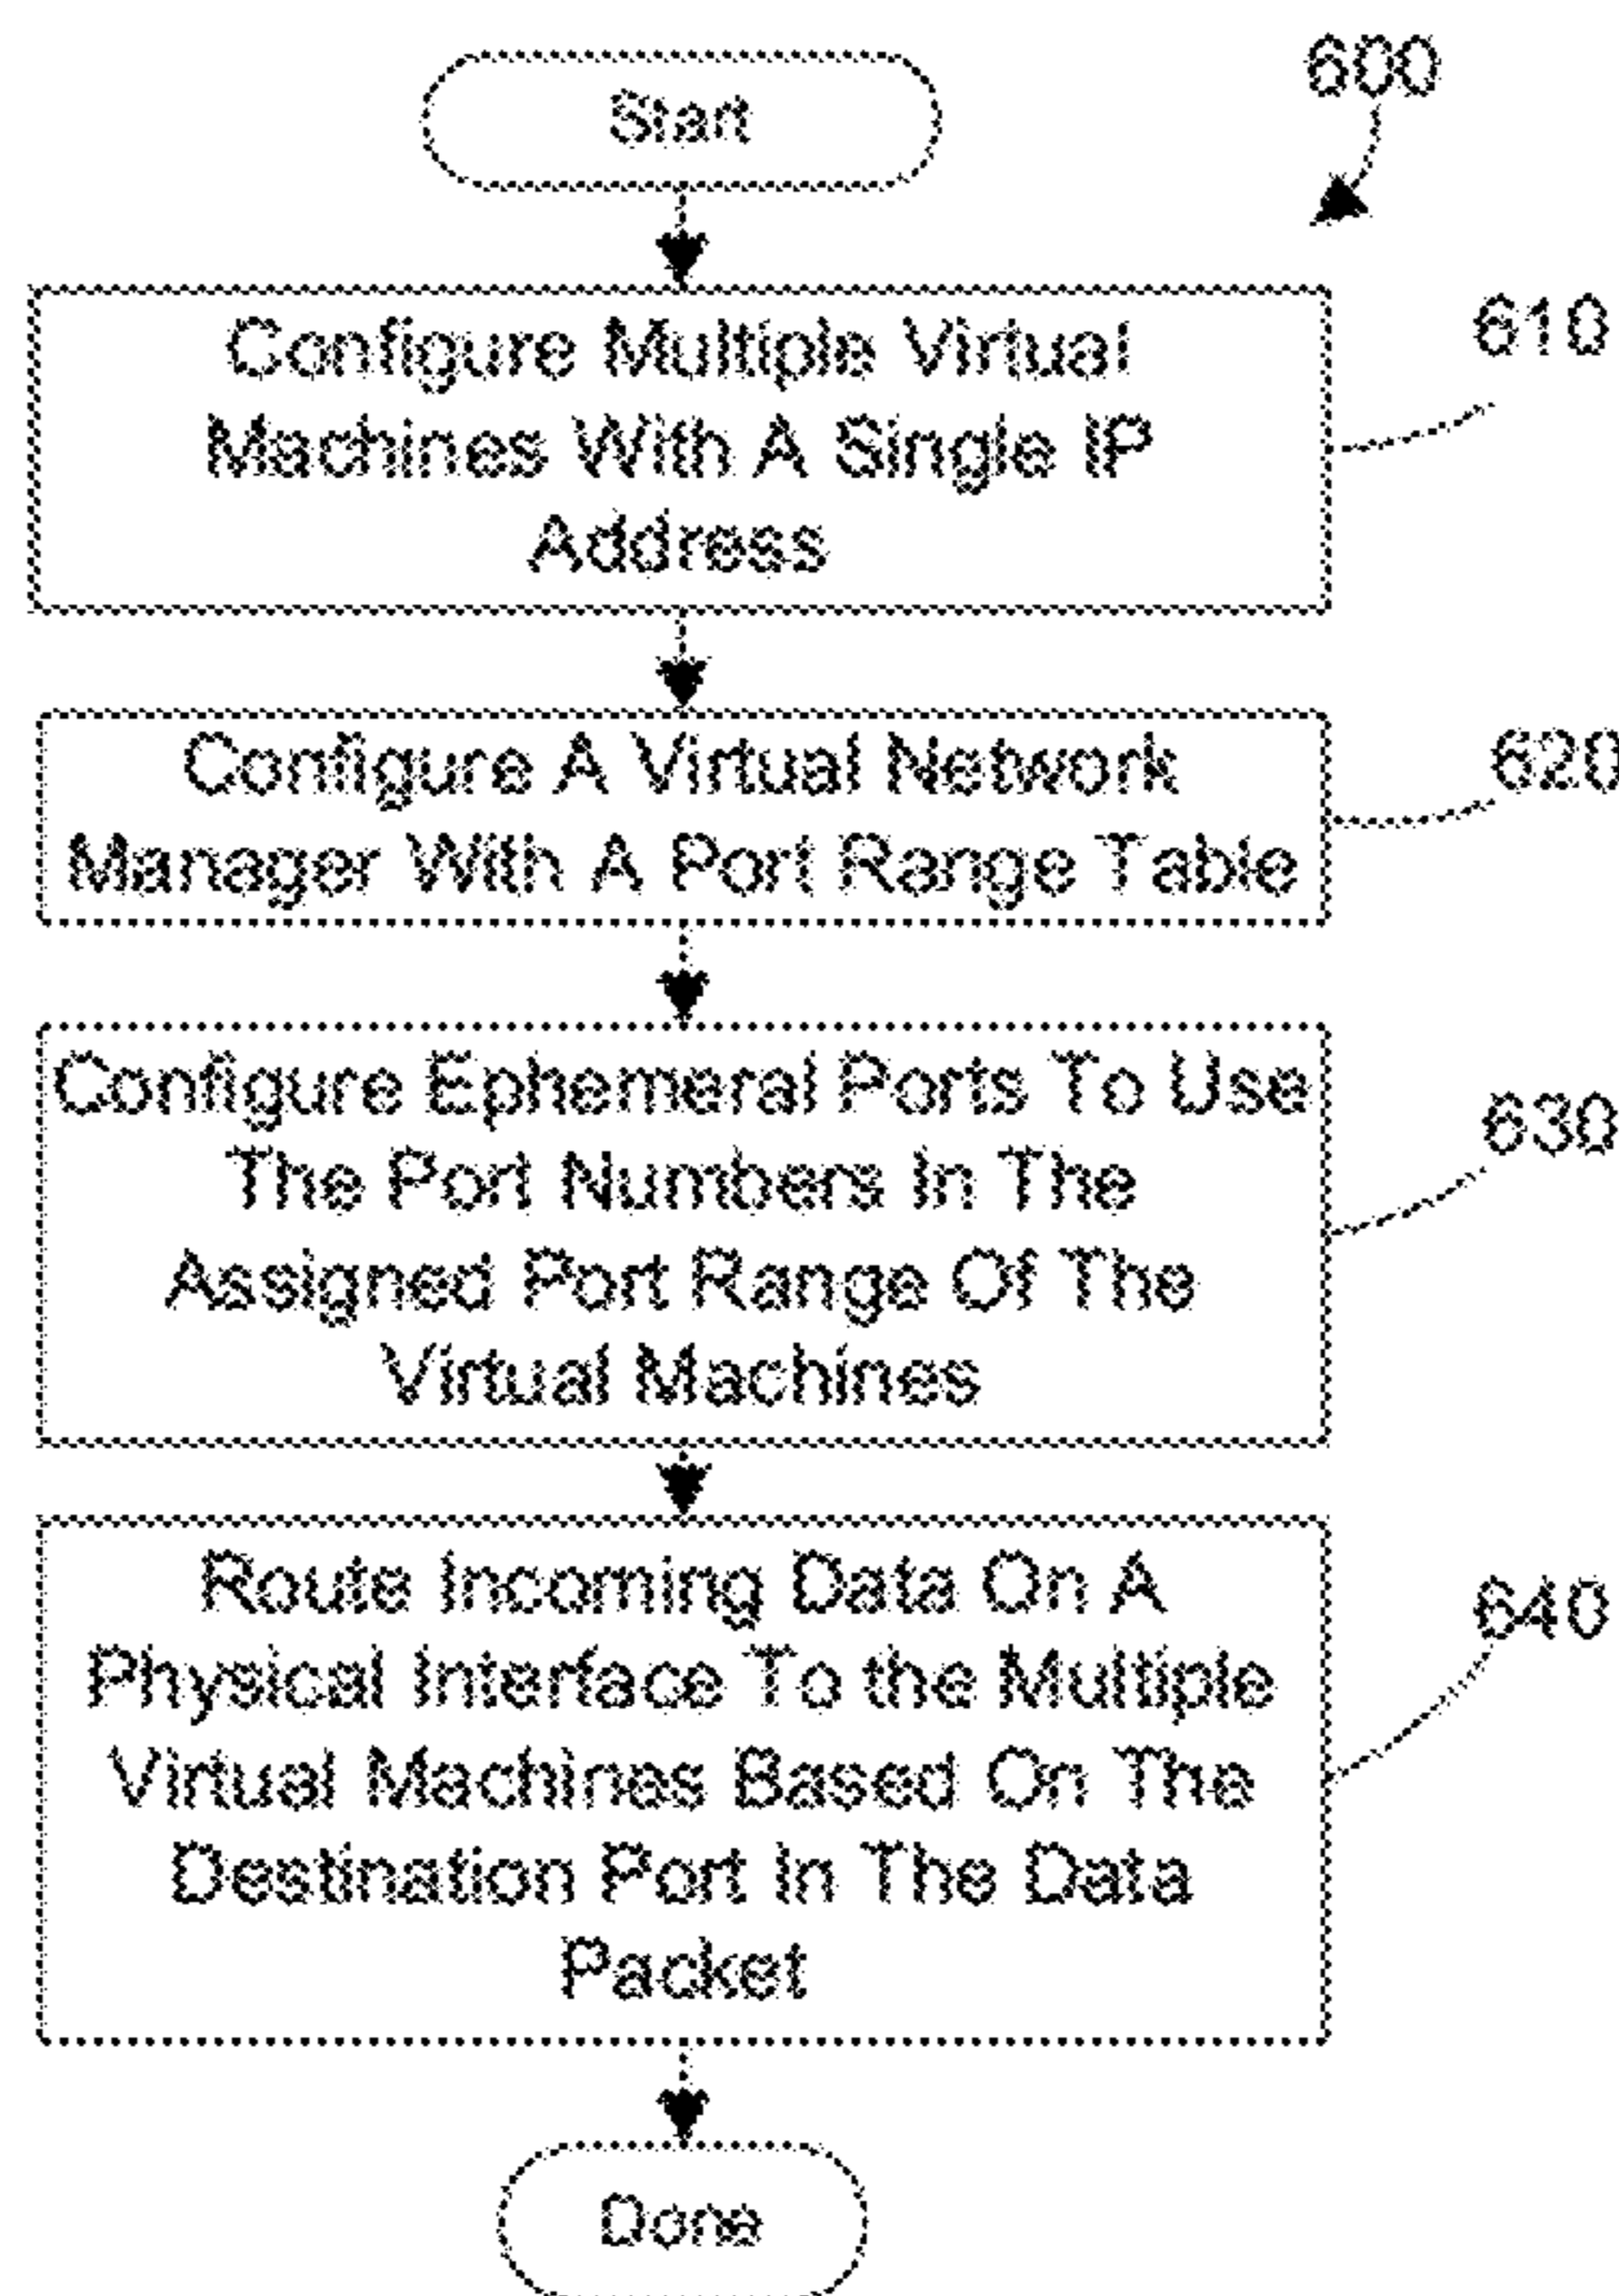 Start
600
Configure Multiple Virtual
Machines With A Single IP
Address
610
Configure A Virtual Network
Manager With A Port Range Table
620
Configure Ephemeral Ports To Use
The Port Numbers In The
Assigned Port Range Of The
Virtual Machines
630
Route Incoming Data On A
Physical Interface To the Multiple
Virtual Machines Based On The
Destination Port In The Data
Packet
640
Done